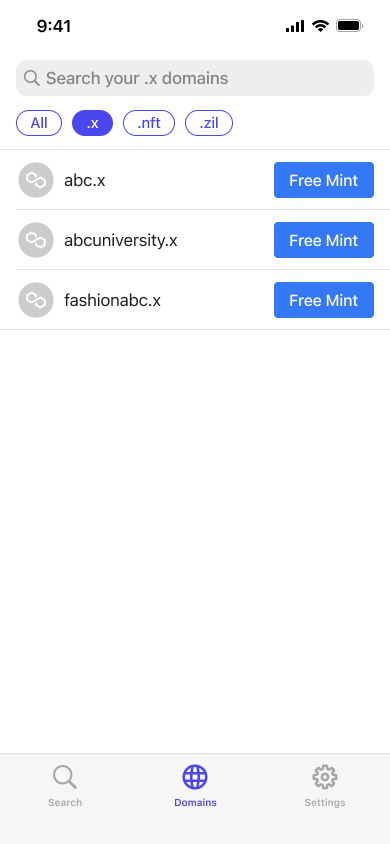 9:41
Search your .x domains
All .x .nft .zil
abc.x Free Mint
abcuniversity.x Free Mint
fashionabc.x Free Mint
Search Domains Settings